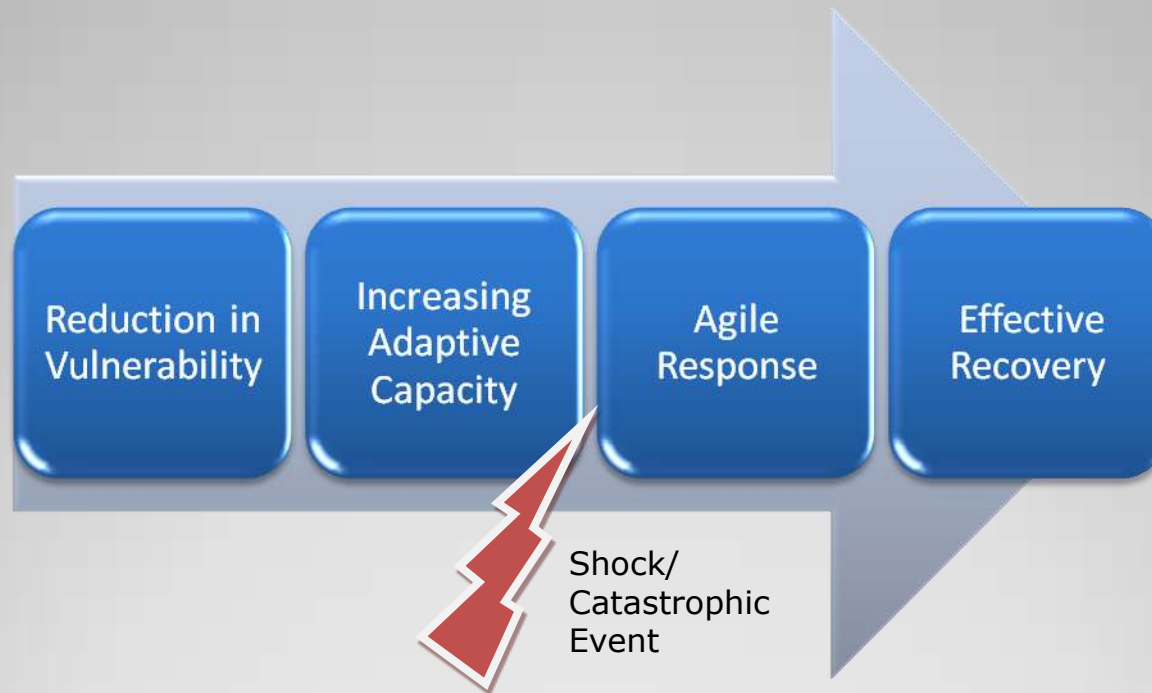 Reduction in
Vulnerability
Increasing
Adaptive
Capacity
Agile
Response
Effective
Recovery
Shock/
Catastrophic
Event